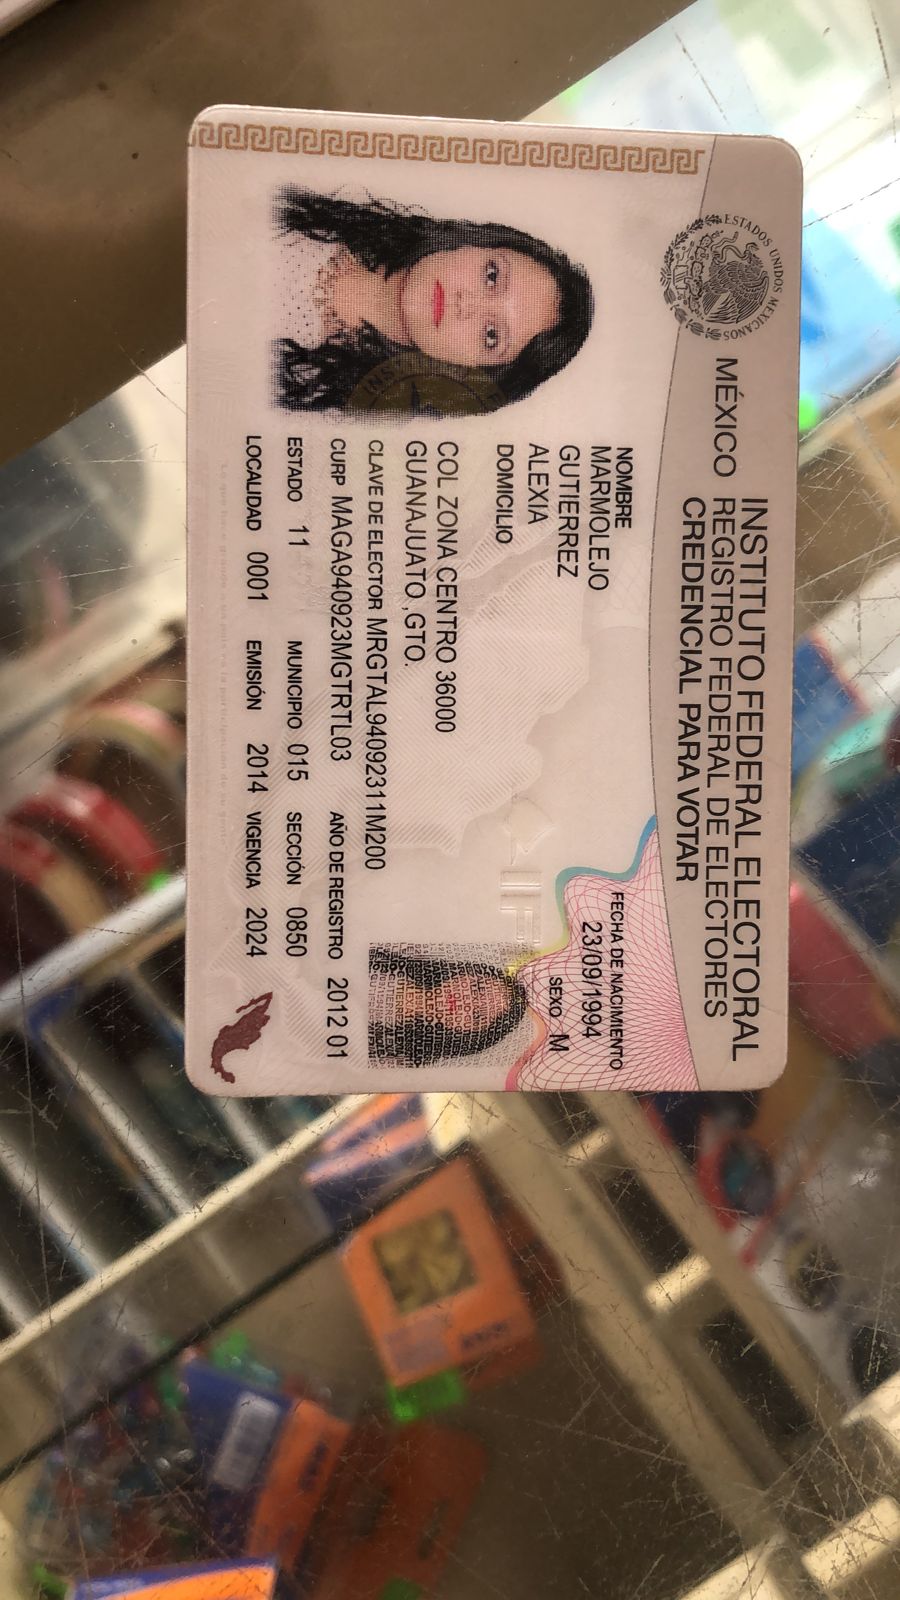 ESTADOS UNIDOS MEXICANOS
INSTITUTO FEDERAL ELECTORAL
MÉXICO REGISTRO FEDERAL DE ELECTORES
CREDENCIAL PARA VOTAR
NOMBRE
MARMOLEJO
GUTIERREZ
ALEXIA
FECHA DE NACIMIENTO
23/09/1994
SEXO M
DOMICILIO
COL ZONA CENTRO 36000
GUANAJUATO ,GTO.
CLAVE DE ELECTOR MRGTAL94092311M200
CURP MAGA940923MGTRTL03 AÑO DE REGISTRO 2012 01
ESTADO 11 MUNICIPIO 015 SECCIÓN 0850
LOCALIDAD 0001 EMISIÓN 2014 VIGENCIA 2024